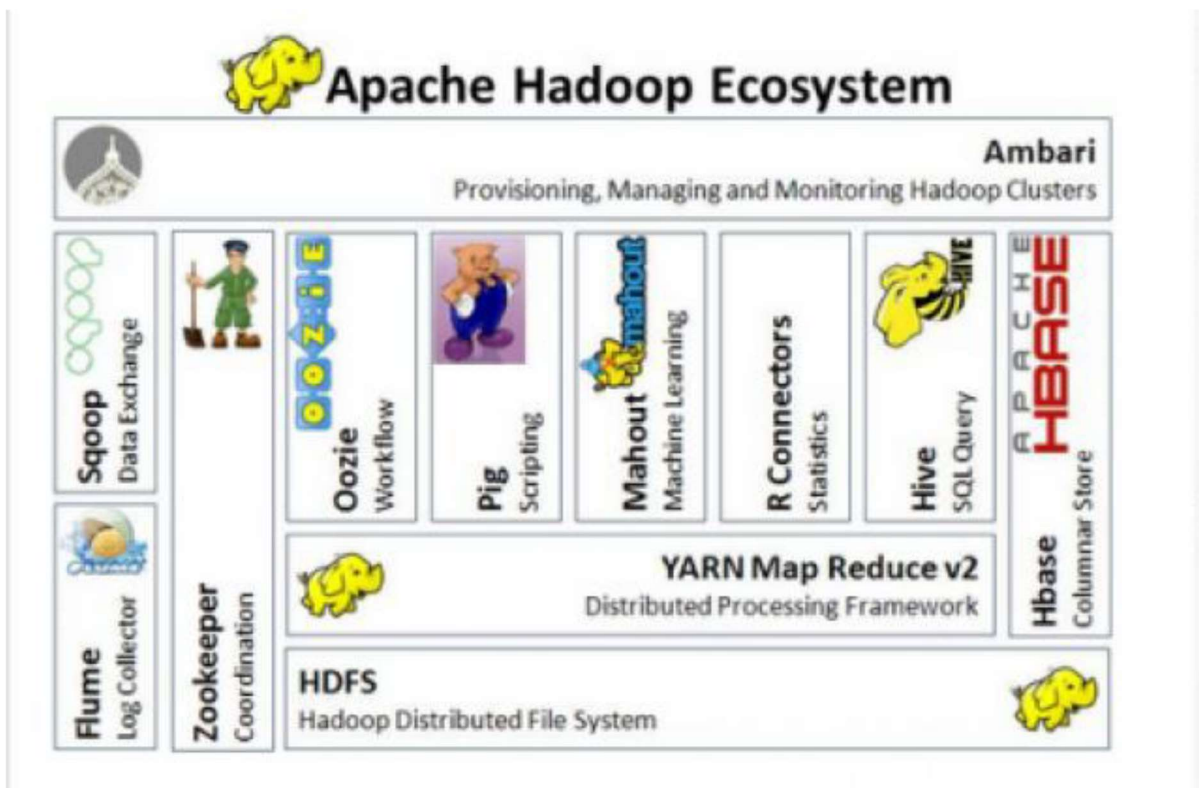 Apache Hadoop Ecosystem
Ambari
Provisioning, Managing and Monitoring Hadoop Clusters
Sqoop
Data Exchange
Flume
Log Collector
Zookeeper
Coordination
OOZIE
Oozie
Workflow
Pig
Scripting
mahout
Mahout
Machine Learning
R Connectors
Statistics
HIVE
Hive
SQL Query
APACHE
HBASE
Hbase
Columnar Store
YARN Map Reduce v2
Distributed Processing Framework
HDFS
Hadoop Distributed File System